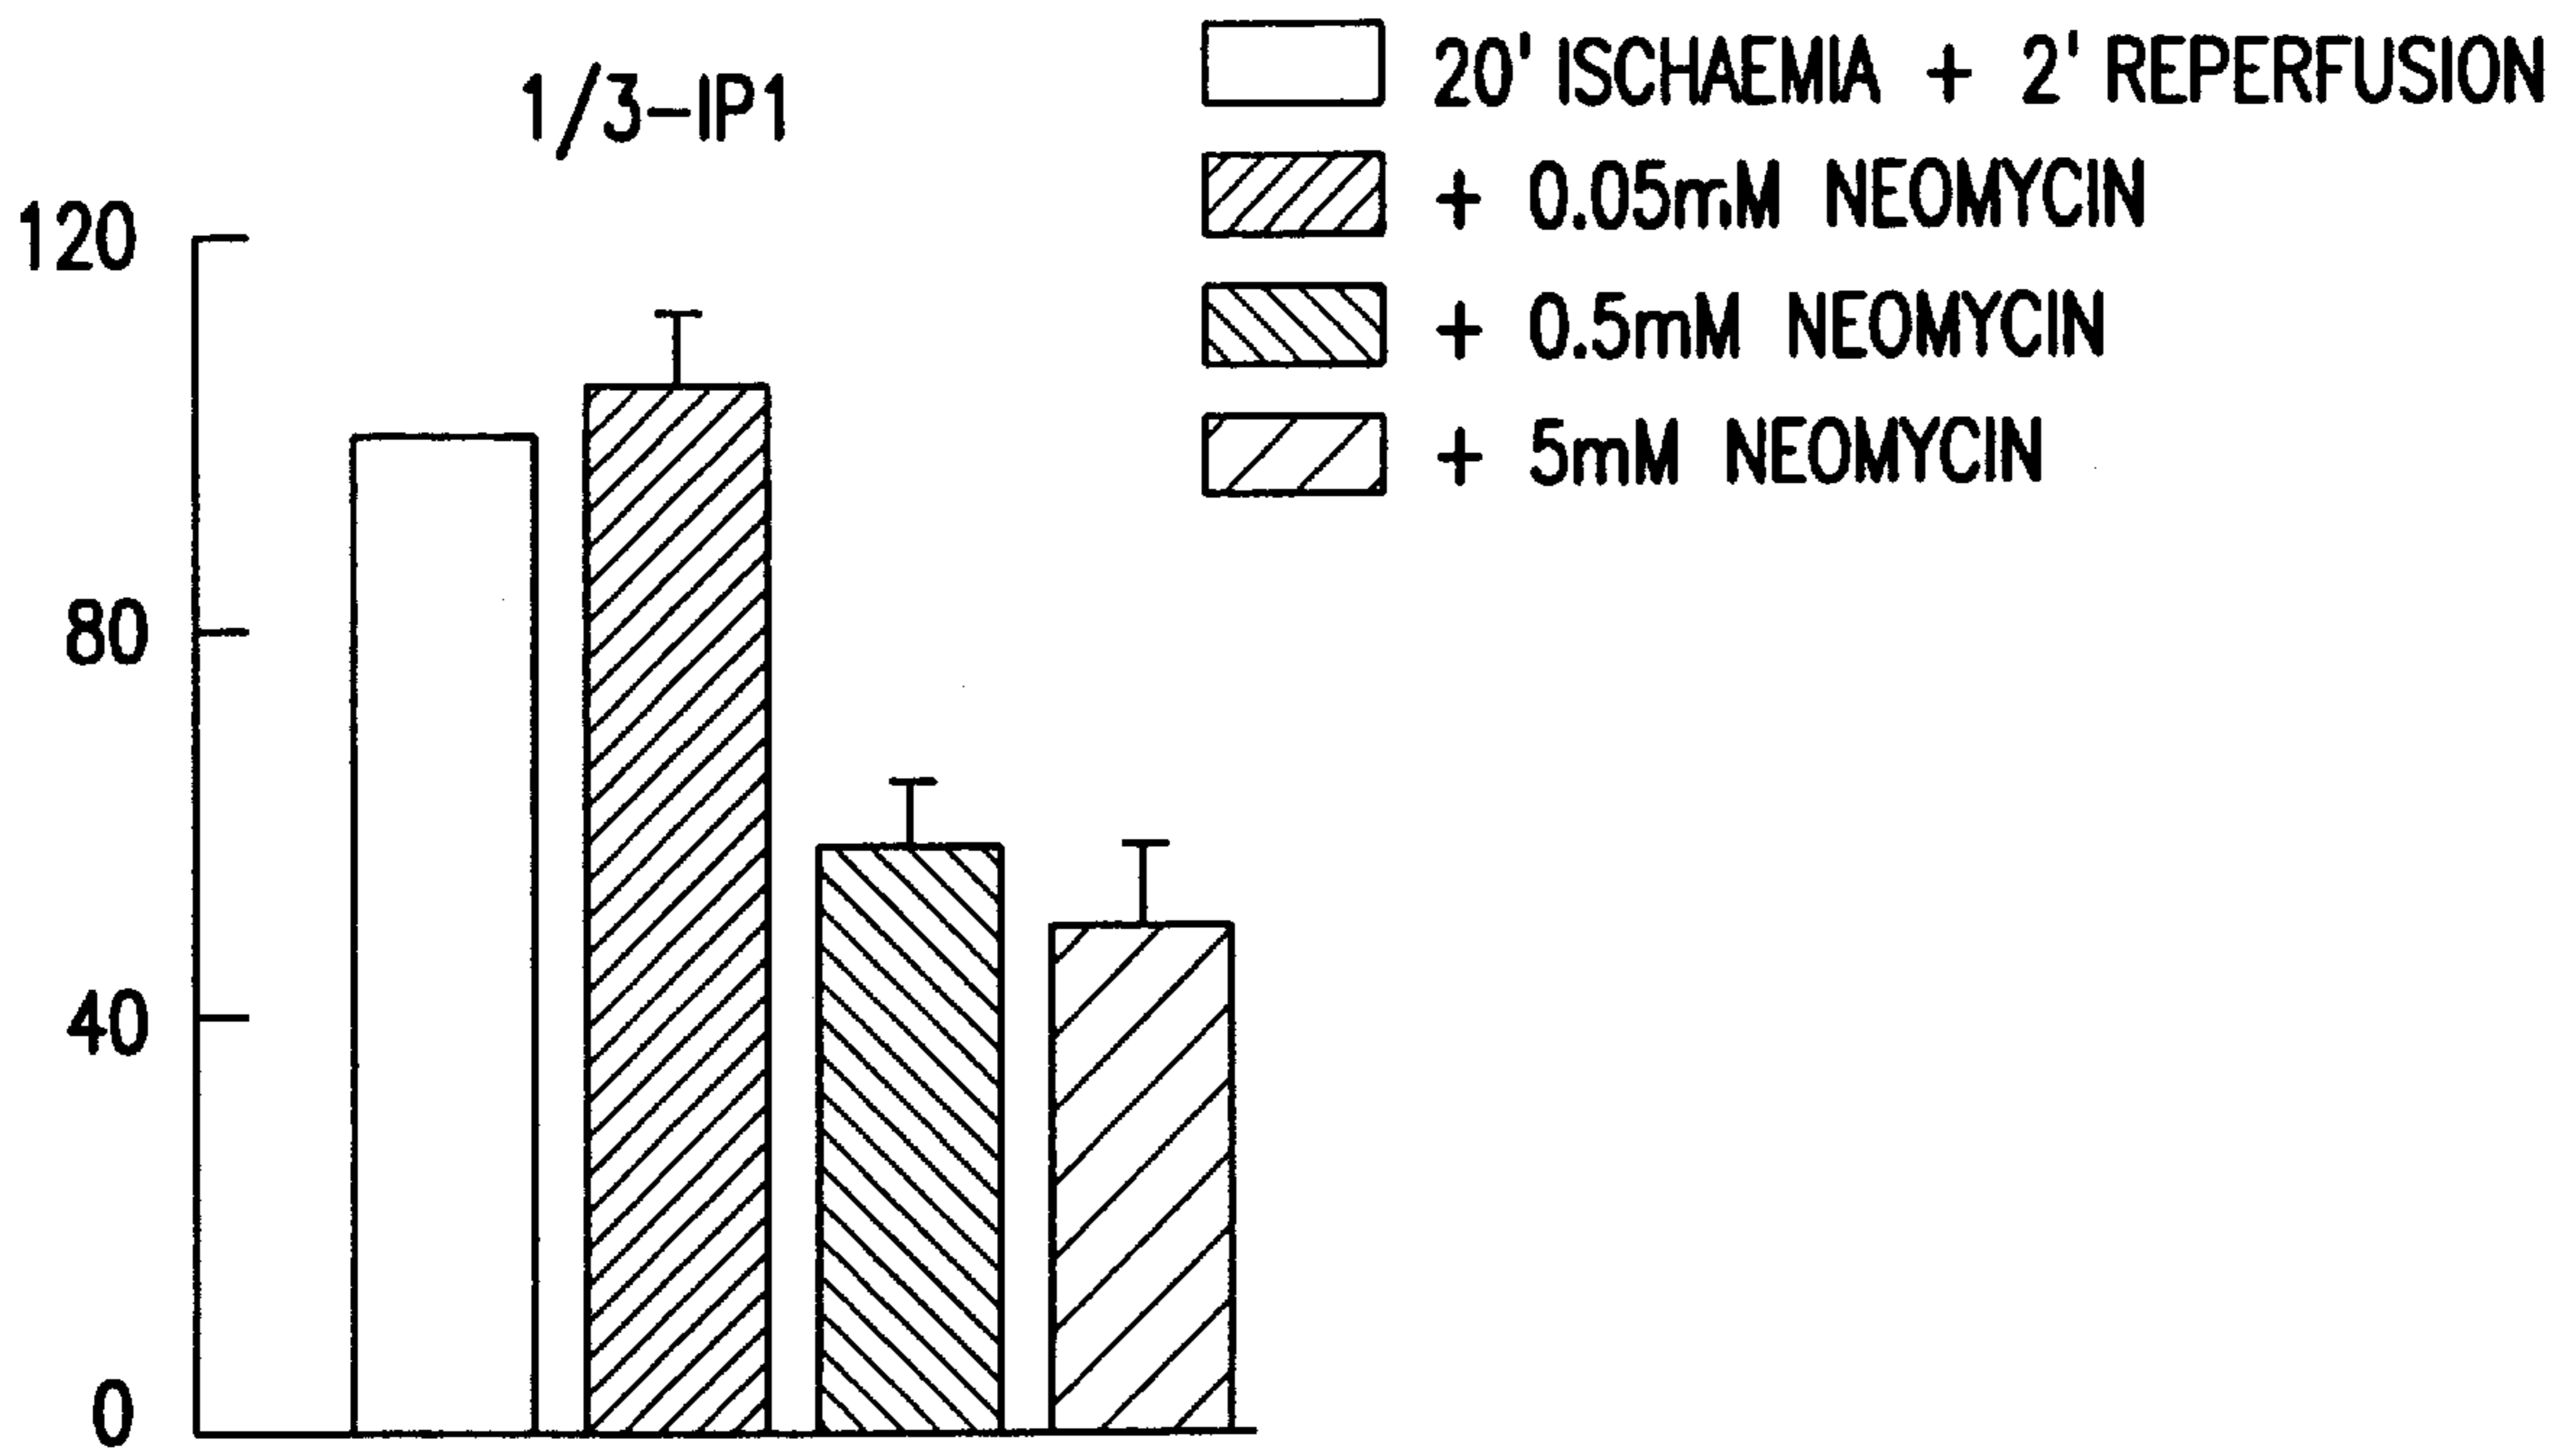 1/3-IP1
20' ISCHAEMIA + 2' REPERFUSION
+ 0.05mM NEOMYCIN
+ 0.5mM NEOMYCIN
+ 5mM NEOMYCIN
120
80
40
0